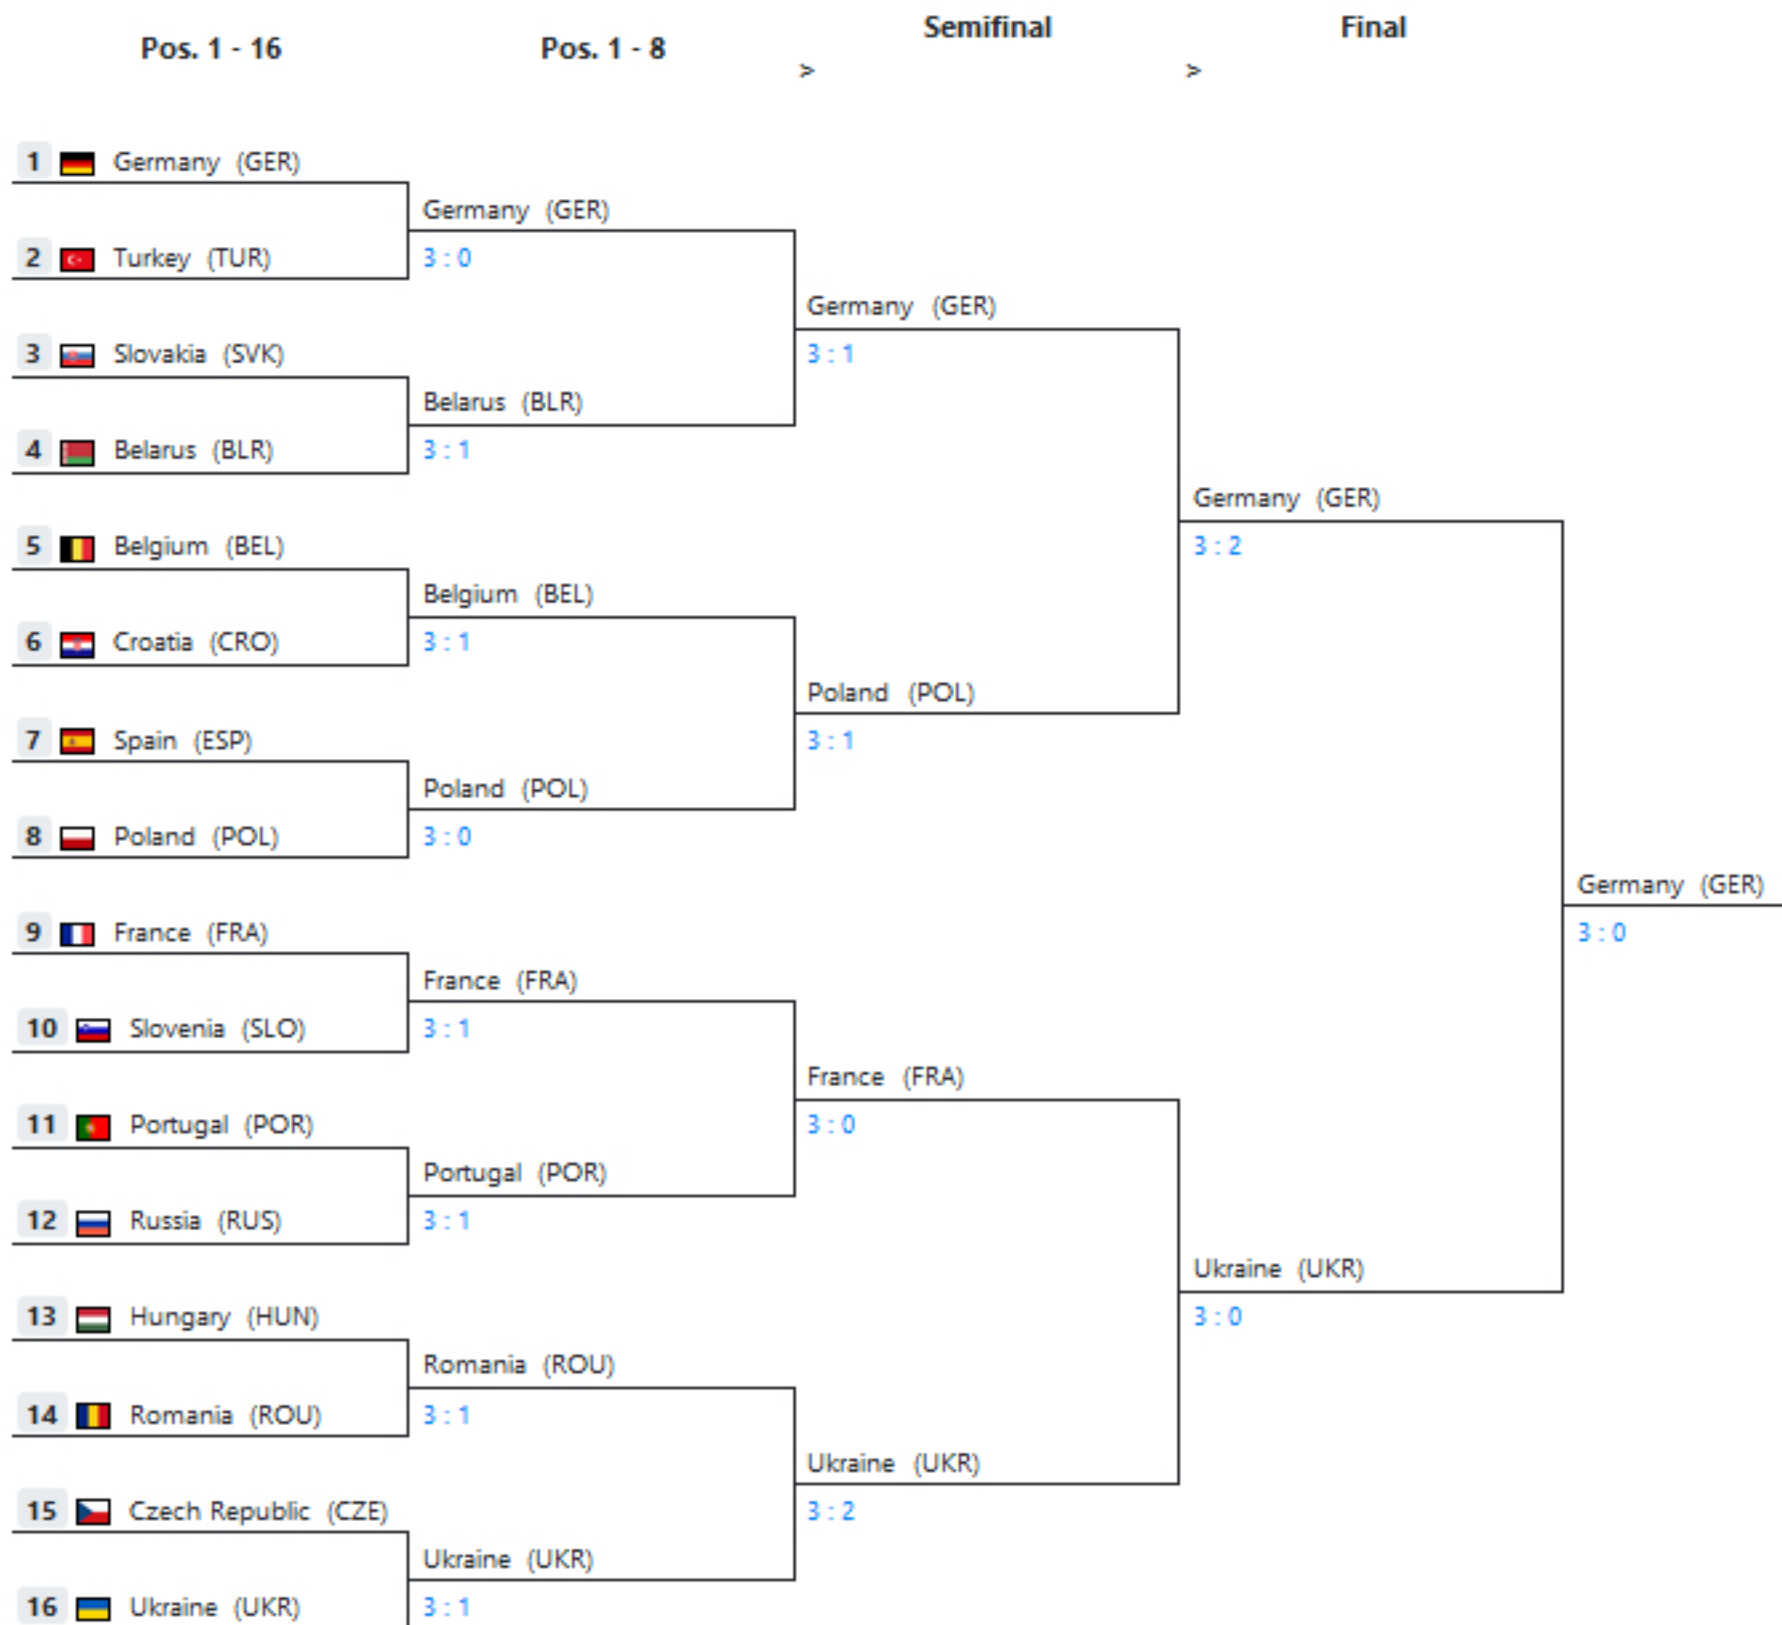 Pos. 1 - 16 Pos. 1 - 8 Semifinal Final
> >
1 Germany (GER)
Germany (GER)
2 Turkey (TUR) 3 : 0
Germany (GER)
3 Slovakia (SVK) 3 : 1
Belarus (BLR)
4 Belarus (BLR) 3 : 1
Germany (GER)
5 Belgium (BEL) 3 : 2
Belgium (BEL)
6 Croatia (CRO) 3 : 1
Poland (POL)
7 Spain (ESP) 3 : 1
Poland (POL)
8 Poland (POL) 3 : 0
Germany (GER)
9 France (FRA) 3 : 0
France (FRA)
10 Slovenia (SLO) 3 : 1
France (FRA)
11 Portugal (POR) 3 : 0
Portugal (POR)
12 Russia (RUS) 3 : 1
Ukraine (UKR)
13 Hungary (HUN) 3 : 0
Romania (ROU)
14 Romania (ROU) 3 : 1
Ukraine (UKR)
15 Czech Republic (CZE) 3 : 2
Ukraine (UKR)
16 Ukraine (UKR) 3 : 1